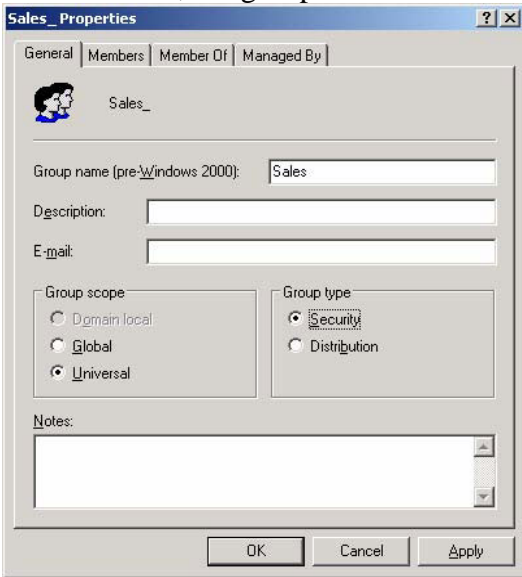 Sales_ Properties
? X
General Members Member Of Managed By
Sales_
Group name (pre-Windows 2000): Sales
Description:
E-mail:
Group scope Group type
Domain local Security
Global Distribution
Universal
Notes:
OK Cancel Apply